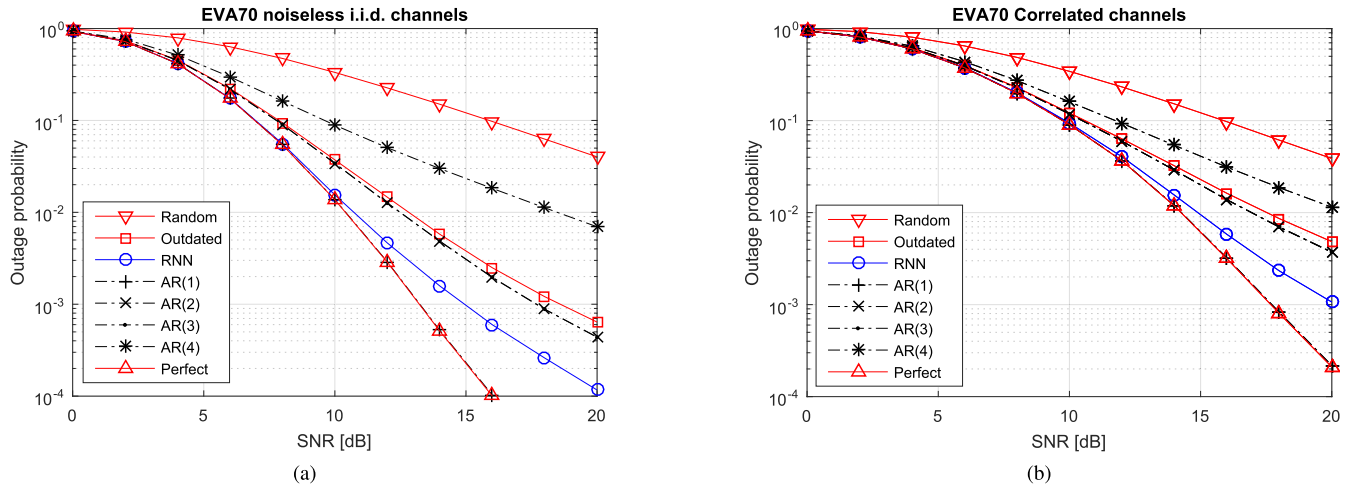 EVA70 noiseless i.i.d. channels
10^0
10^-1
10^-2
10^-3
10^-4
Outage probability
Random
Outdated
RNN
AR(1)
AR(2)
AR(3)
AR(4)
Perfect
0 5 10 15 20
SNR [dB]
(a)
EVA70 Correlated channels
10^0
10^-1
10^-2
10^-3
10^-4
Outage probability
Random
Outdated
RNN
AR(1)
AR(2)
AR(3)
AR(4)
Perfect
0 5 10 15 20
SNR [dB]
(b)